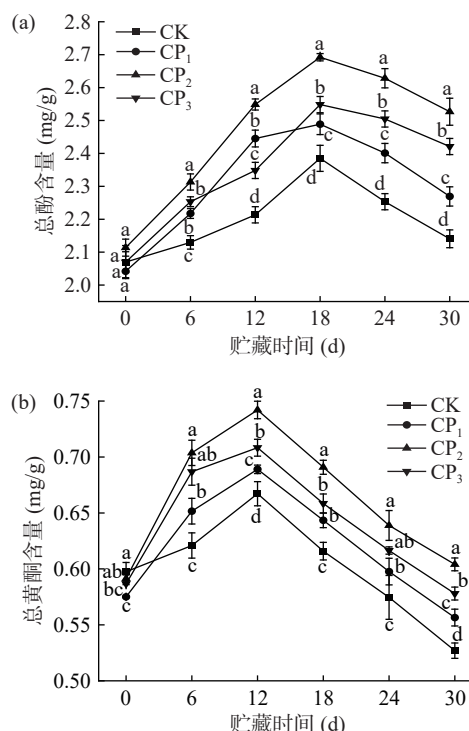 (a)
CK
CP₁
CP₂
CP₃
总酚含量 (mg/g)
2.8
2.7
2.6
2.5
2.4
2.3
2.2
2.1
2.0
a
a
a
a
a
a
a
a
a
b
b
c
b
c
d
b
c
d
b
c
d
b
c
d
0 6 12 18 24 30
贮藏时间 (d)
(b)
CK
CP₁
CP₂
CP₃
总黄酮含量 (mg/g)
0.75
0.70
0.65
0.60
0.55
0.50
a
ab
bc
c
a
ab
b
c
a
b
c
d
a
b
b
c
a
ab
b
c
a
b
c
d
0 6 12 18 24 30
贮藏时间 (d)